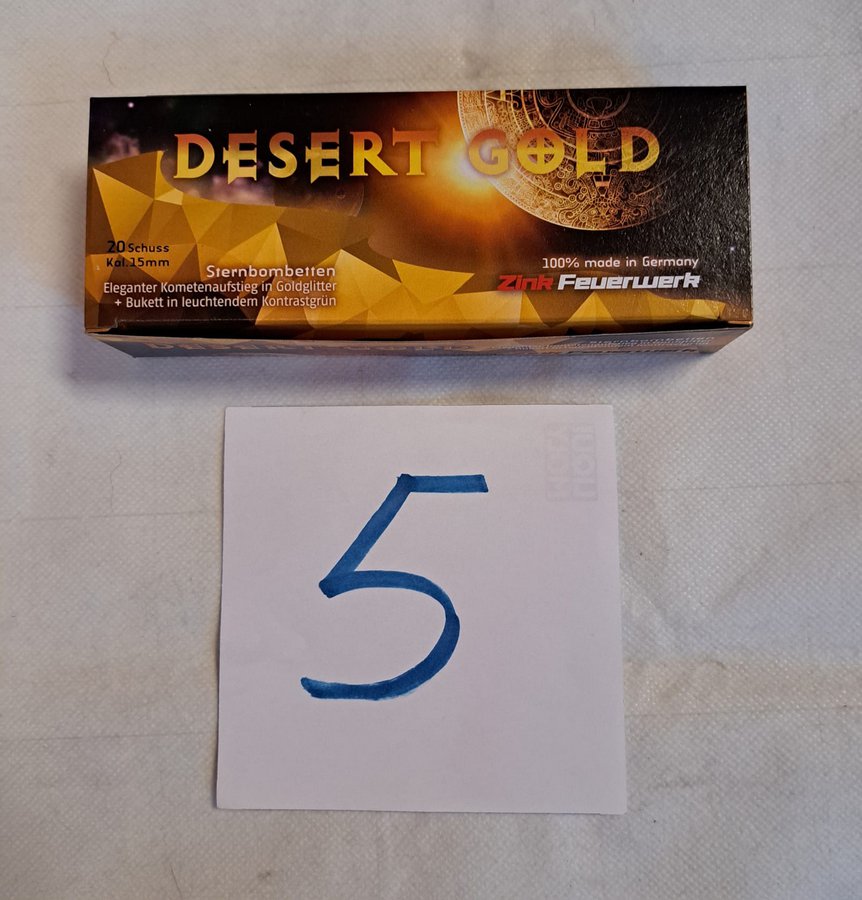 DESERT GOLD
20 Schuss
Kal.15mm
Sternbombetten
Eleganter Kometenaufstieg in Goldglitter
+ Bukett in leuchtendem Kontrastgrün
100% made in Germany
Zink Feuerwerk
5